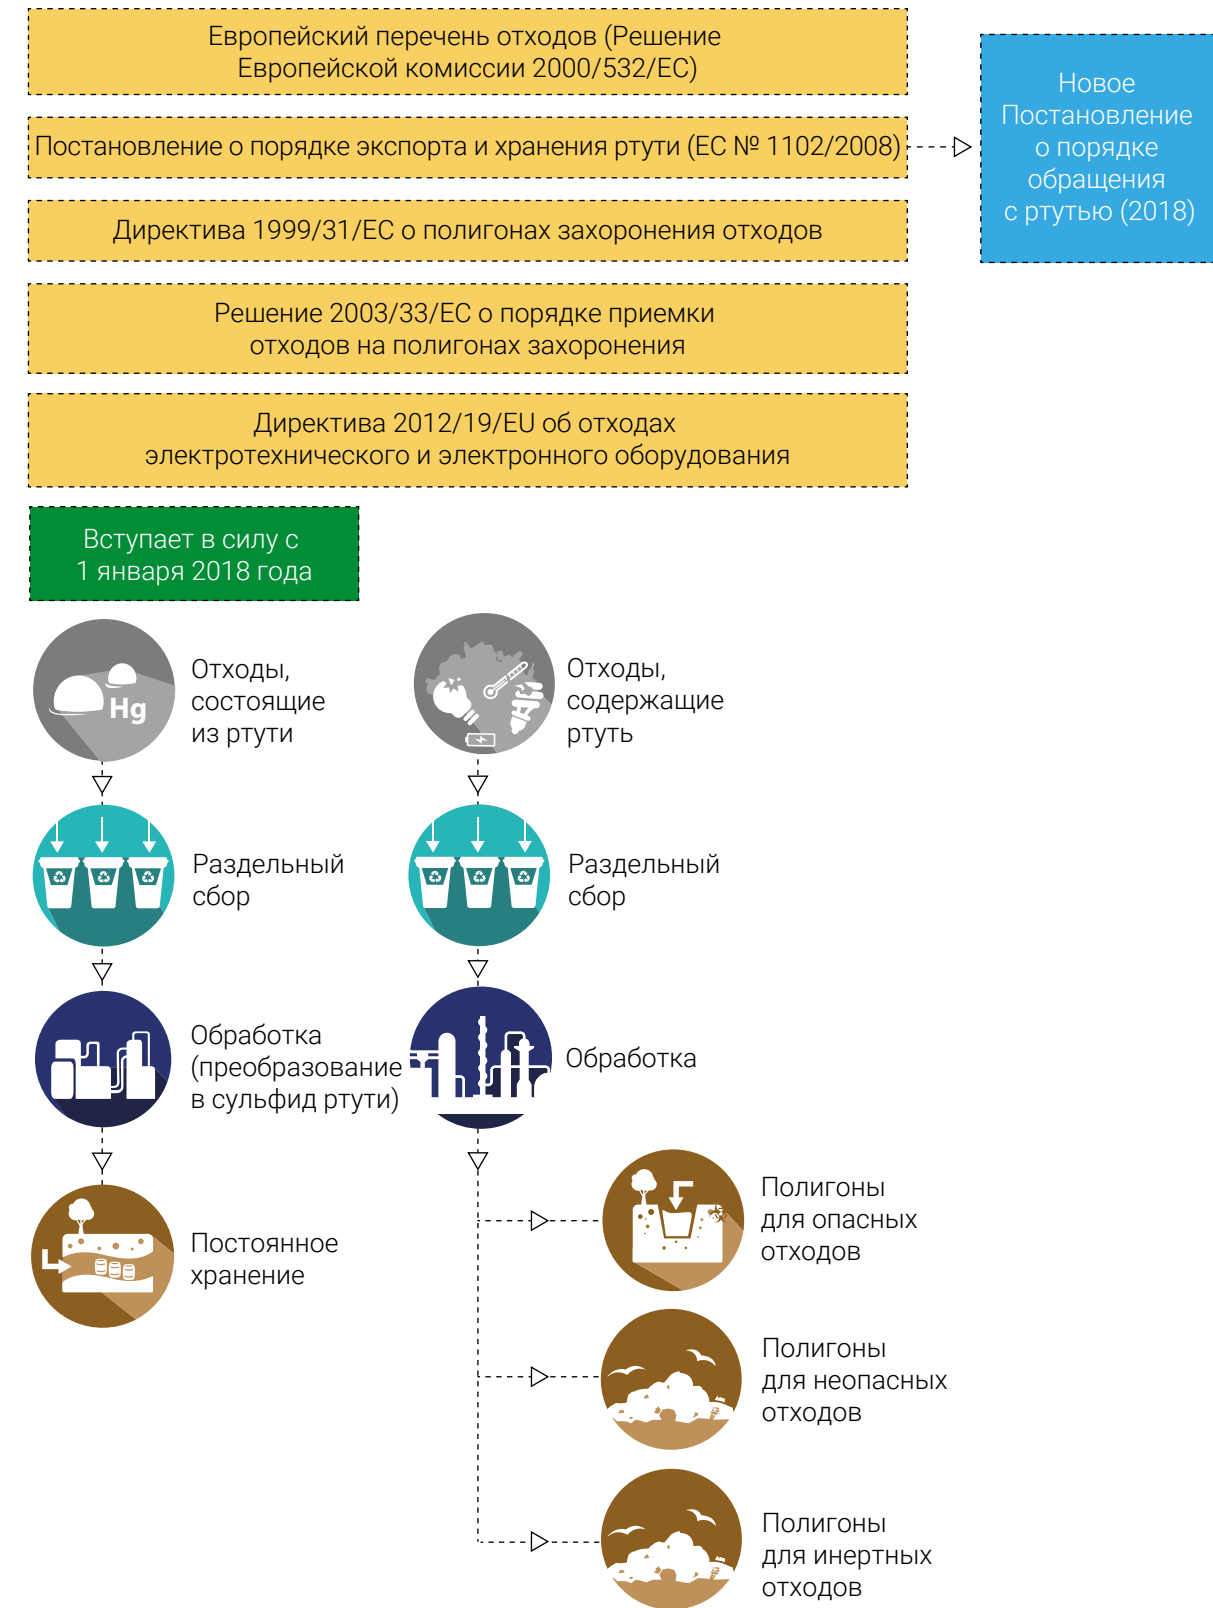 Европейский перечень отходов (Решение
Европейской комиссии 2000/532/EC)
Постановление о порядке экспорта и хранения ртути (ЕС № 1102/2008)
Новое
Постановление
о порядке
обращения
с ртутью (2018)
Директива 1999/31/EC о полигонах захоронения отходов
Решение 2003/33/EC о порядке приемки
отходов на полигонах захоронения
Директива 2012/19/EU об отходах
электротехнического и электронного оборудования
Вступает в силу с
1 января 2018 года
Hg
Отходы,
состоящие
из ртути
Отходы,
содержащие
ртуть
Раздельный
сбор
Раздельный
сбор
Обработка
(преобразование
в сульфид ртути)
Обработка
Постоянное
хранение
Полигоны
для опасных
отходов
Полигоны
для неопасных
отходов
Полигоны
для инертных
отходов